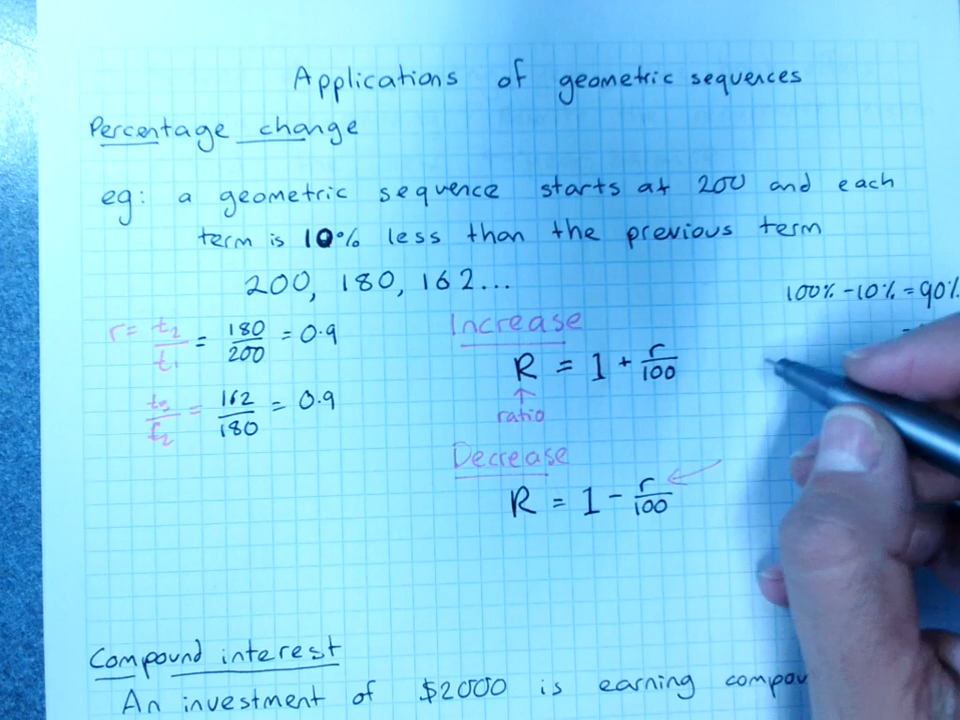 Applications of geometric sequences
Percentage change
eg: a geometric sequence starts at 200 and each
term is 10% less than the previous term
200, 180, 162...
100% - 10% = 90%
r = t2/t1 = 180/200 = 0.9
t3/t2 = 162/180 = 0.9
Increase
R = 1 + r/100
↑
ratio
Decrease
R = 1 - r/100
Compound interest
An investment of $2000 is earning